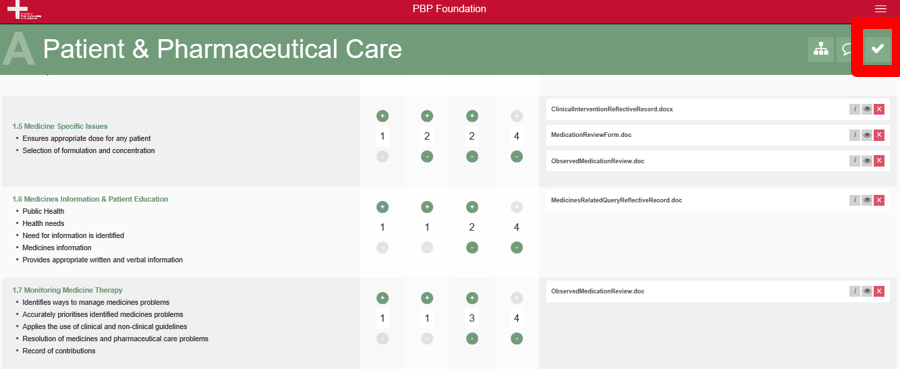 PBP Foundation
A Patient & Pharmaceutical Care
1.5 Medicine Specific Issues
• Ensures appropriate dose for any patient
• Selection of formulation and concentration
+ + + +
1 2 2 4
- - - -
ClinicalInterventionReflectiveRecord.docx
i X
MedicationReviewForm.doc
i X
ObservedMedicationReview.doc
i X
1.6 Medicines Information & Patient Education
• Public Health
• Health needs
• Need for information is identified
• Medicines information
• Provides appropriate written and verbal information
+ + + +
1 1 2 4
- - - -
MedicinesRelatedQueryReflectiveRecord.doc
i X
1.7 Monitoring Medicine Therapy
• Identifies ways to manage medicines problems
• Accurately prioritises identified medicines problems
• Applies the use of clinical and non-clinical guidelines
• Resolution of medicines and pharmaceutical care problems
• Record of contributions
+ + + +
1 1 3 4
- - - -
ObservedMedicationReview.doc
i X